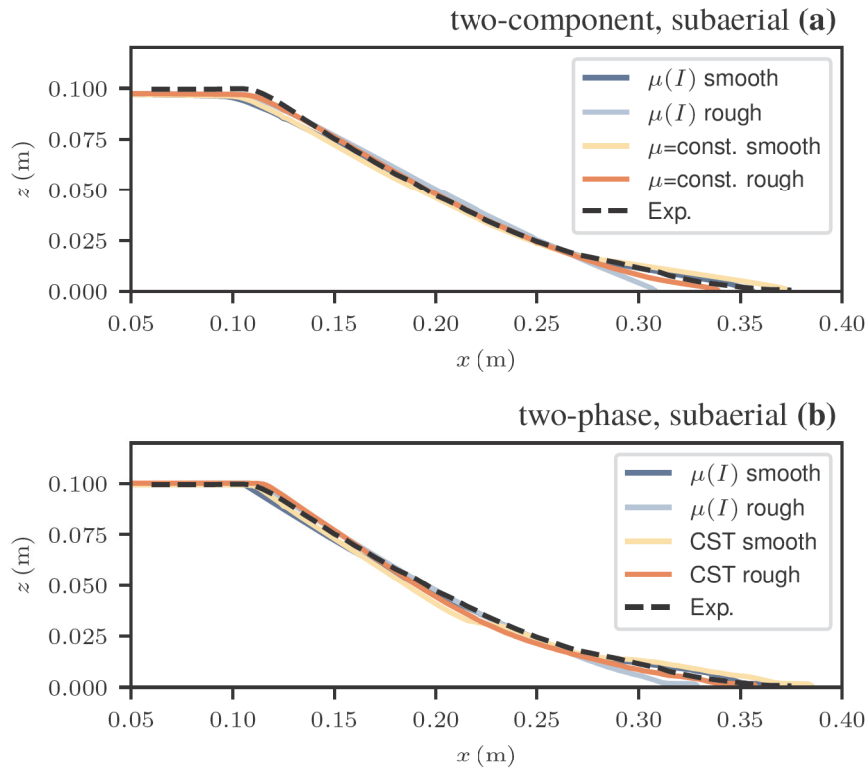 two-component, subaerial (a)
μ(I) smooth
μ(I) rough
μ=const. smooth
μ=const. rough
Exp.
0.100
0.075
0.050
0.025
0.000
z (m)
0.05 0.10 0.15 0.20 0.25 0.30 0.35 0.40
x (m)
two-phase, subaerial (b)
μ(I) smooth
μ(I) rough
CST smooth
CST rough
Exp.
0.100
0.075
0.050
0.025
0.000
z (m)
0.05 0.10 0.15 0.20 0.25 0.30 0.35 0.40
x (m)